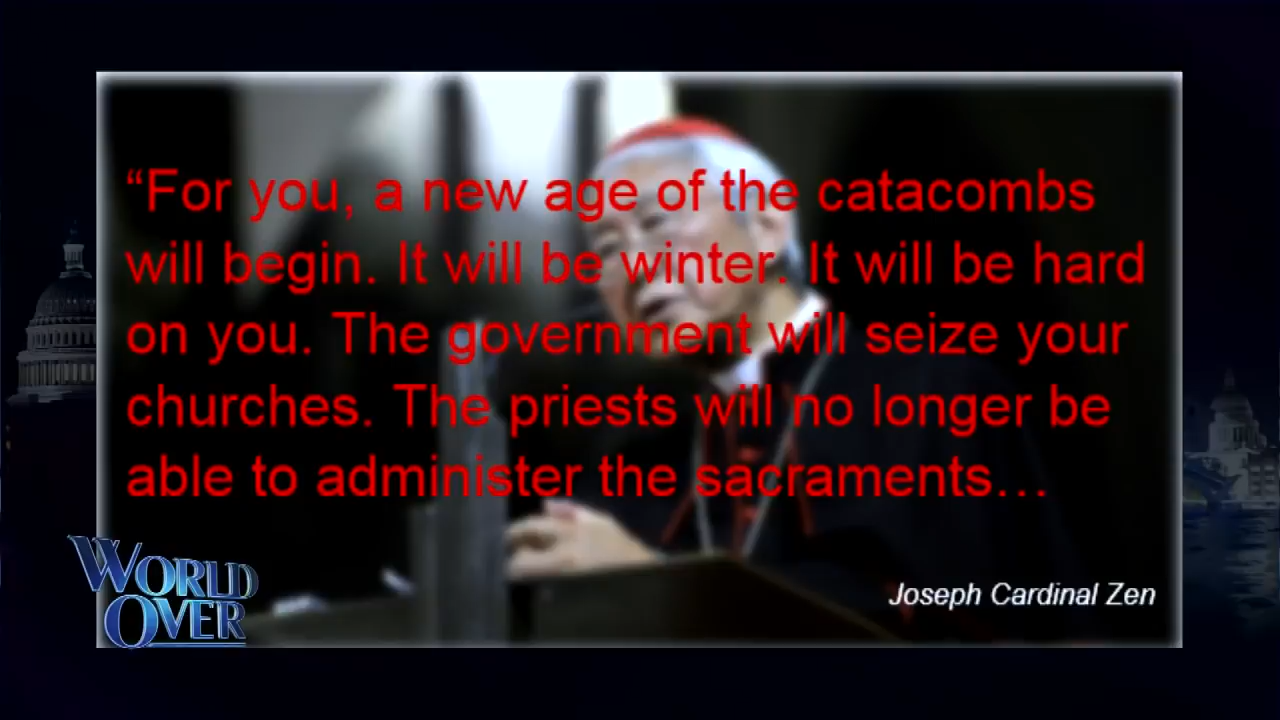 “For you, a new age of the catacombs
will begin. It will be winter. It will be hard
on you. The government will seize your
churches. The priests will no longer be
able to administer the sacraments…
Joseph Cardinal Zen
WORLD
OVER